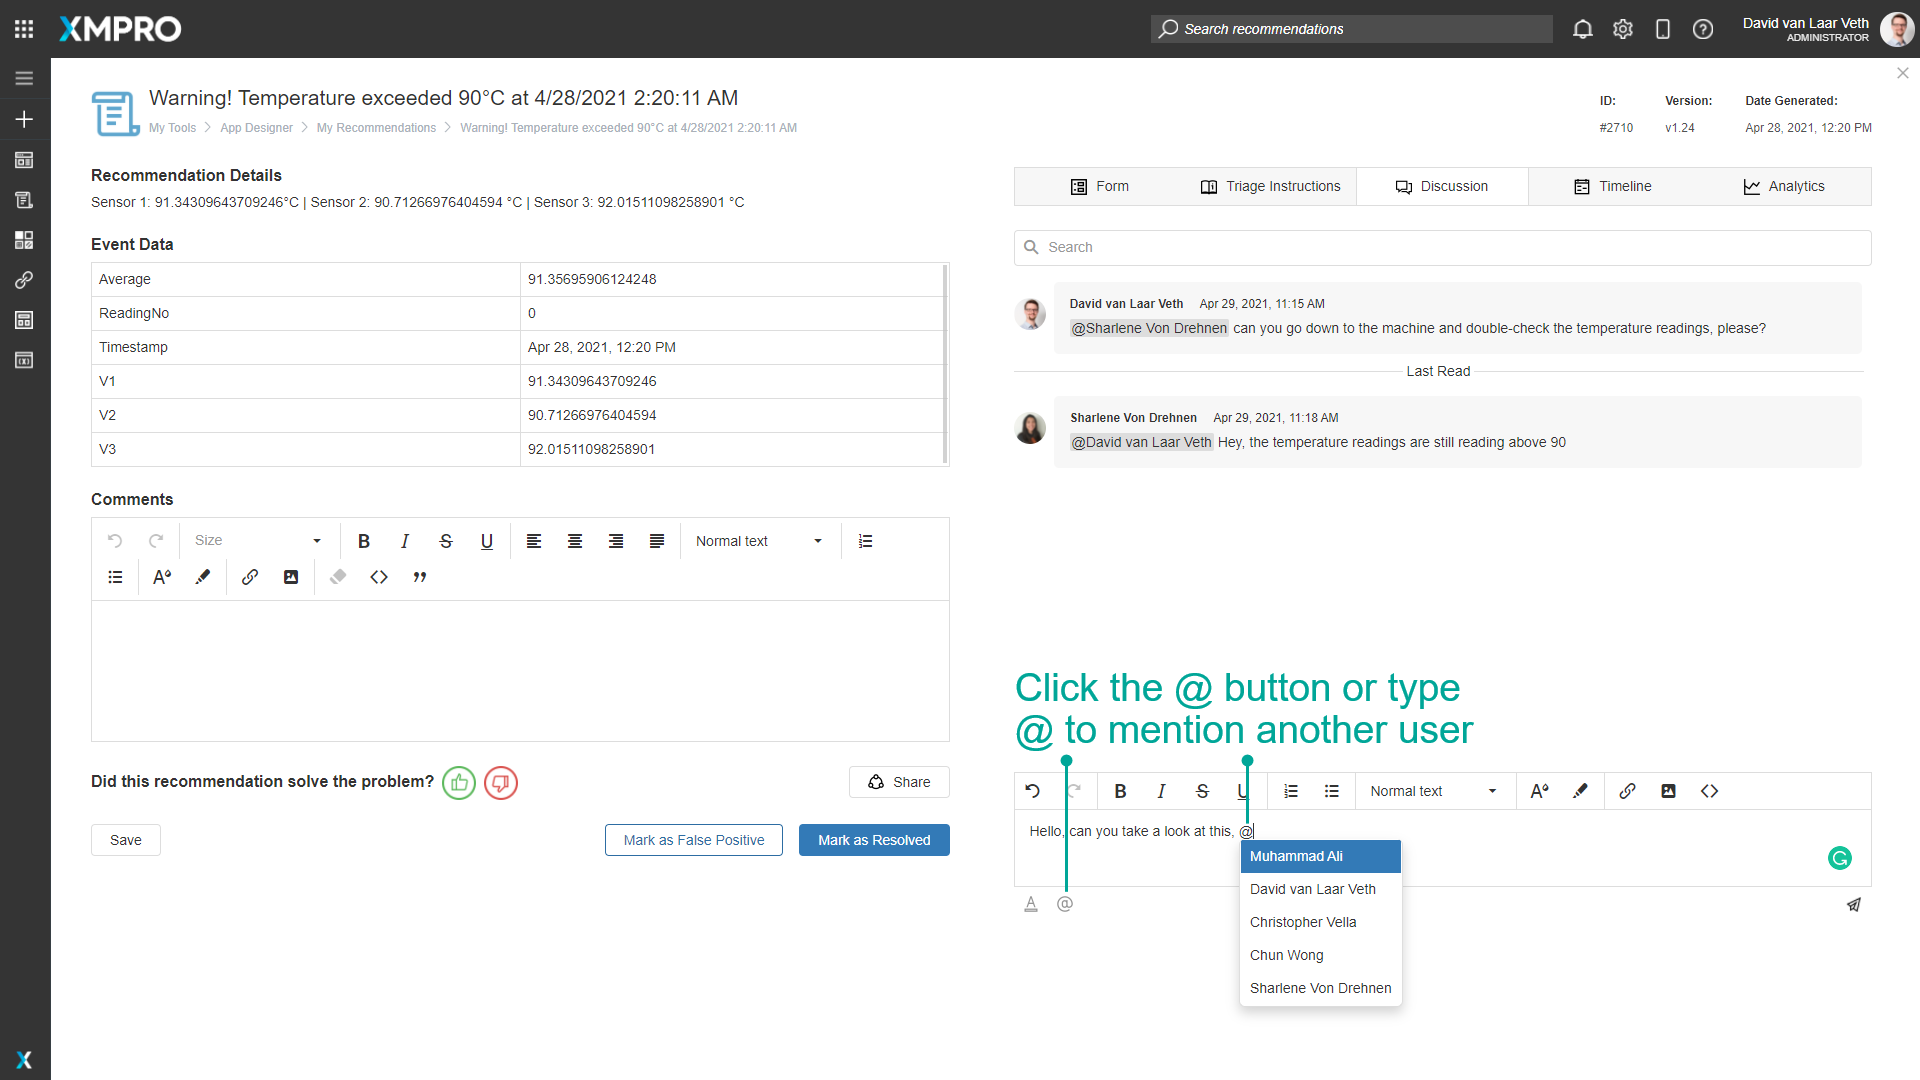 XMPRO
Search recommendations
David van Laar Veth
ADMINISTRATOR
Warning! Temperature exceeded 90°C at 4/28/2021 2:20:11 AM
My Tools > App Designer > My Recommendations > Warning! Temperature exceeded 90°C at 4/28/2021 2:20:11 AM
ID: Version: Date Generated:
#2710 v1.24 Apr 28, 2021, 12:20 PM
Recommendation Details
Sensor 1: 91.34309643709246°C | Sensor 2: 90.71266976404594 °C | Sensor 3: 92.01511098258901 °C
Event Data
Average 91.35695906124248
ReadingNo 0
Timestamp Apr 28, 2021, 12:20 PM
V1 91.34309643709246
V2 90.71266976404594
V3 92.01511098258901
Comments
Size
B I S U
Normal text
Did this recommendation solve the problem?
Share
Save
Mark as False Positive
Mark as Resolved
Form
Triage Instructions
Discussion
Timeline
Analytics
Search
David van Laar Veth Apr 29, 2021, 11:15 AM
@Sharlene Von Drehnen can you go down to the machine and double-check the temperature readings, please?
Last Read
Sharlene Von Drehnen Apr 29, 2021, 11:18 AM
@David van Laar Veth Hey, the temperature readings are still reading above 90
Click the @ button or type
@ to mention another user
B I S U
Normal text
Hello, can you take a look at this, @
Muhammad Ali
David van Laar Veth
Christopher Vella
Chun Wong
Sharlene Von Drehnen
A @